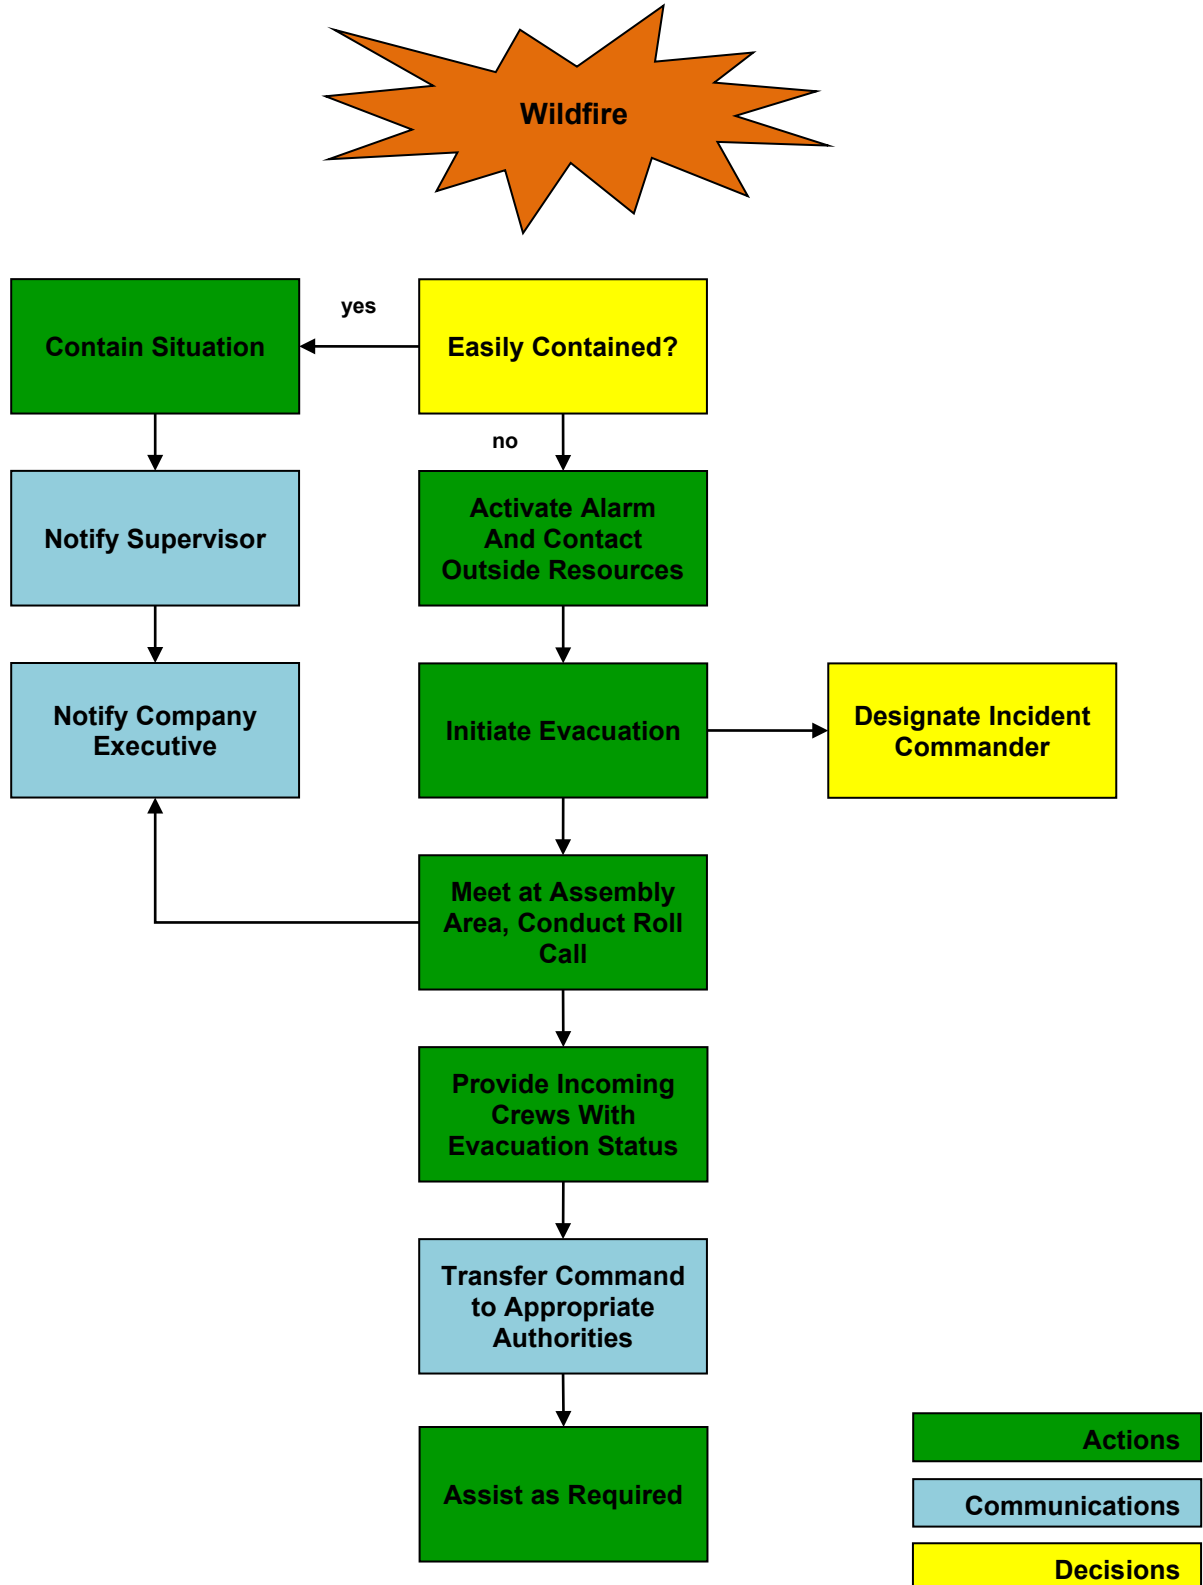 Wildfire
yes
Contain Situation
Easily Contained?
no
Notify Supervisor
Activate Alarm
And Contact
Outside Resources
Notify Company
Executive
Initiate Evacuation
Designate Incident
Commander
Meet at Assembly
Area, Conduct Roll
Call
Provide Incoming
Crews With
Evacuation Status
Transfer Command
to Appropriate
Authorities
Assist as Required
Actions
Communications
Decisions